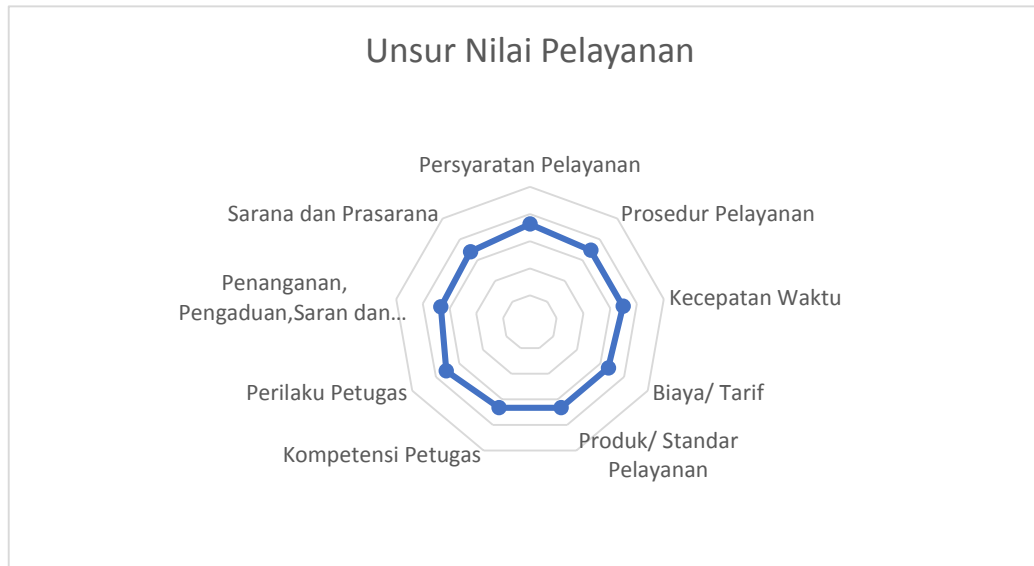 Unsur Nilai Pelayanan
Persyaratan Pelayanan
Prosedur Pelayanan
Kecepatan Waktu
Biaya/ Tarif
Produk/ Standar
Pelayanan
Kompetensi Petugas
Perilaku Petugas
Penanganan,
Pengaduan,Saran dan...
Sarana dan Prasarana